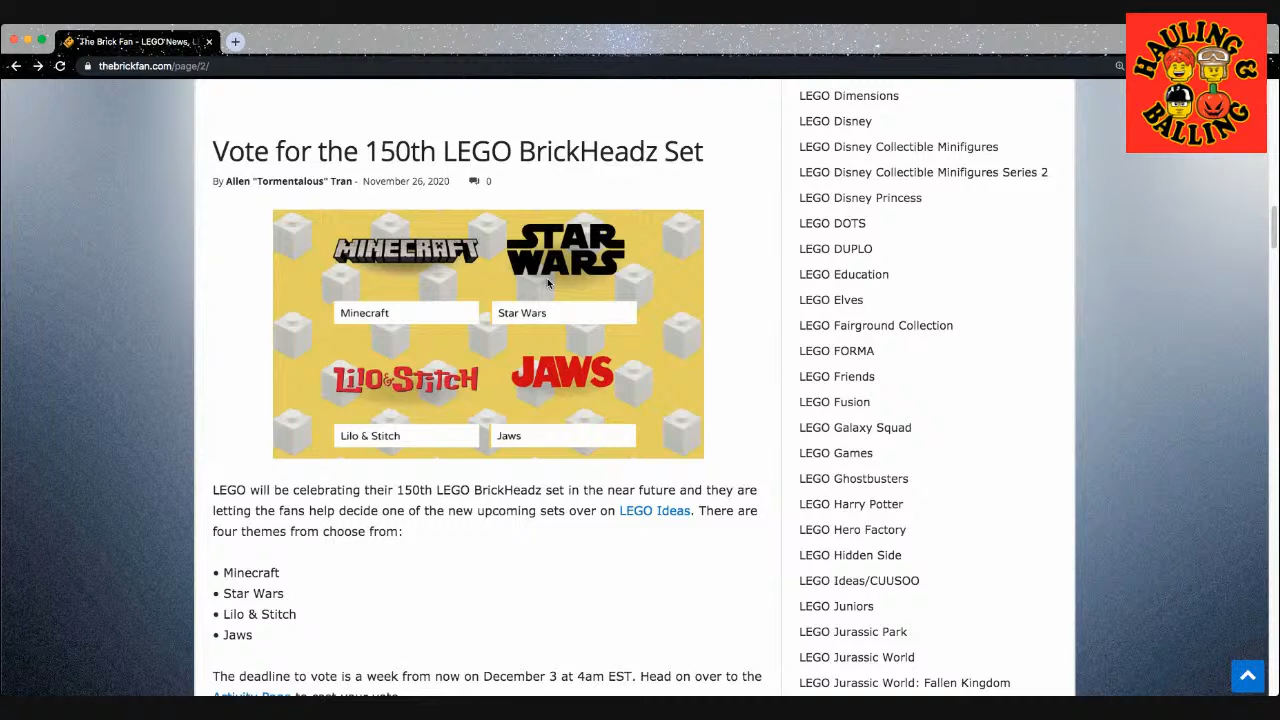 The Brick Fan - LEGO News, L
thebrickfan.com/page/2/
HAULING &
BALLING
Vote for the 150th LEGO BrickHeadz Set
By Allen "Tormentalous" Tran - November 26, 2020 0
MINECRAFT
STAR
WARS
Minecraft
Star Wars
LILO & STITCH
JAWS
Lilo & Stitch
Jaws
LEGO will be celebrating their 150th LEGO BrickHeadz set in the near future and they are
letting the fans help decide one of the new upcoming sets over on LEGO Ideas. There are
four themes from choose from:
• Minecraft
• Star Wars
• Lilo & Stitch
• Jaws
The deadline to vote is a week from now on December 3 at 4am EST. Head on over to the
Activity Page to cast your vote.
LEGO Dimensions
LEGO Disney
LEGO Disney Collectible Minifigures
LEGO Disney Collectible Minifigures Series 2
LEGO Disney Princess
LEGO DOTS
LEGO DUPLO
LEGO Education
LEGO Elves
LEGO Fairground Collection
LEGO FORMA
LEGO Friends
LEGO Fusion
LEGO Galaxy Squad
LEGO Games
LEGO Ghostbusters
LEGO Harry Potter
LEGO Hero Factory
LEGO Hidden Side
LEGO Ideas/CUUSOO
LEGO Juniors
LEGO Jurassic Park
LEGO Jurassic World
LEGO Jurassic World: Fallen Kingdom